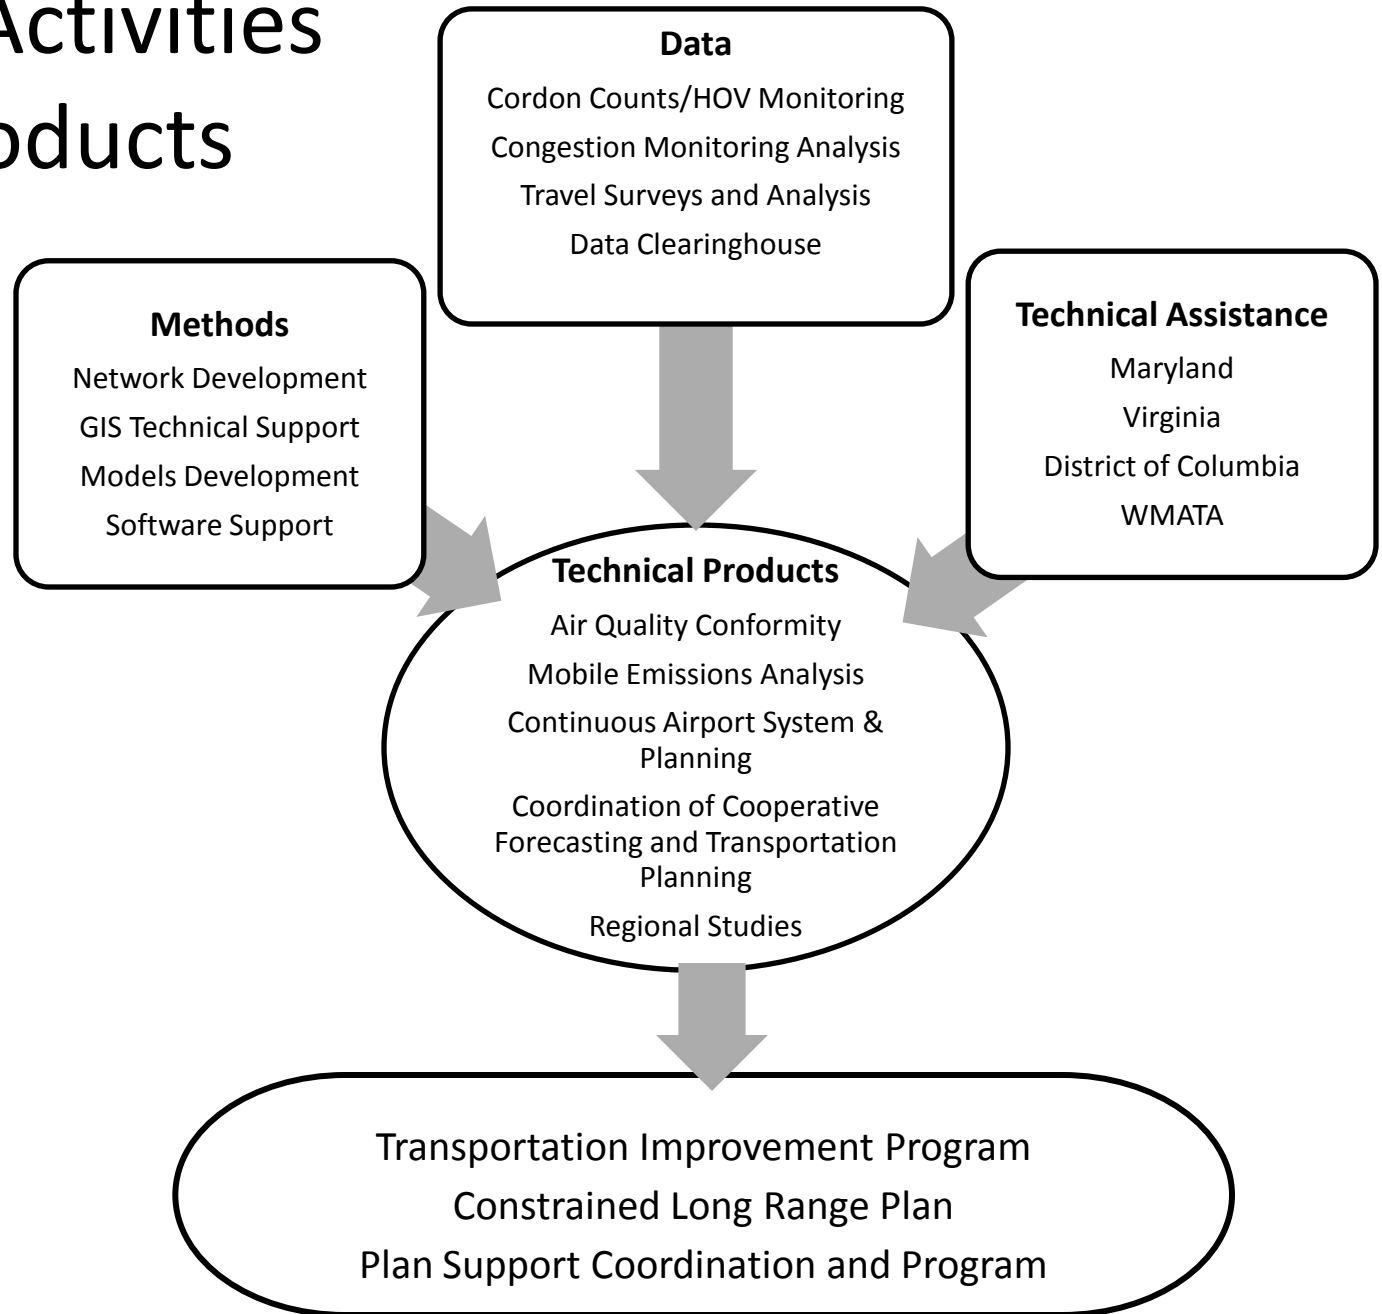 Activities
oducts
Data
Cordon Counts/HOV Monitoring
Congestion Monitoring Analysis
Travel Surveys and Analysis
Data Clearinghouse
Methods
Network Development
GIS Technical Support
Models Development
Software Support
Technical Assistance
Maryland
Virginia
District of Columbia
WMATA
Technical Products
Air Quality Conformity
Mobile Emissions Analysis
Continuous Airport System &
Planning
Coordination of Cooperative
Forecasting and Transportation
Planning
Regional Studies
Transportation Improvement Program
Constrained Long Range Plan
Plan Support Coordination and Program